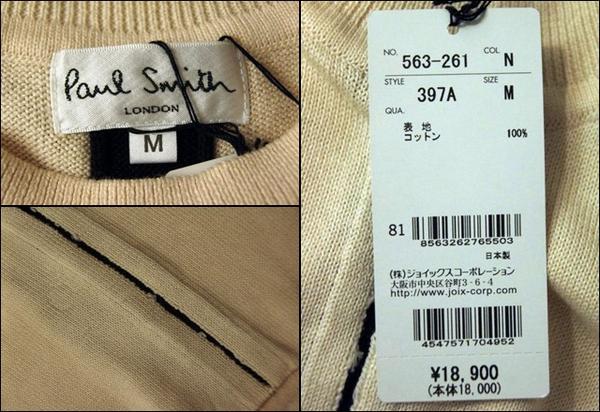 Paul Smith
LONDON
M
NO. 563-261 COL N
STYLE 397A SIZE M
QUA.
表 地
コットン 100%
81
8563262765503
日本製
(株)ジョイックスコーポレーション
大阪市中央区谷町3-6-4
http://www.joix-corp.com
4547571704952
¥18,900
(本体18,000)